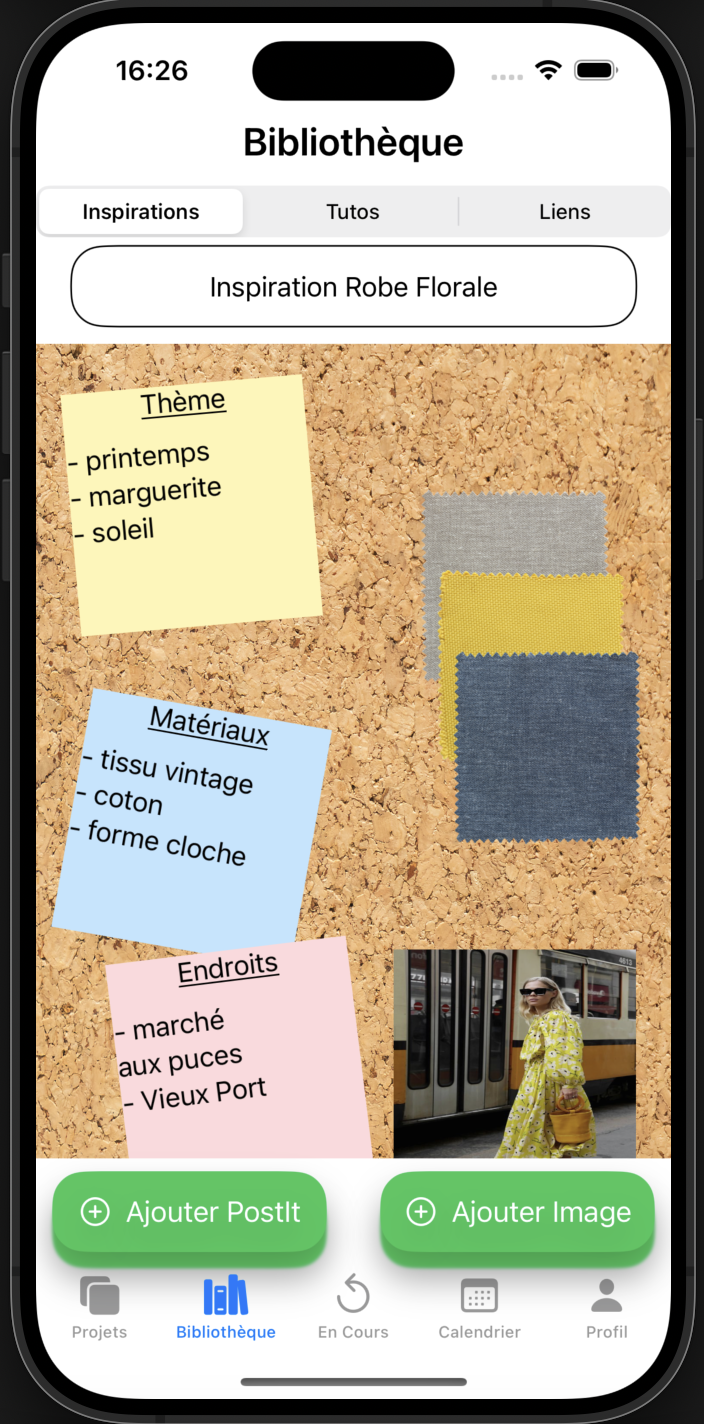 16:26
Bibliothèque
Inspirations
Tutos
Liens
Inspiration Robe Florale
Thème
- printemps
- marguerite
- soleil
Matériaux
- tissu vintage
- coton
- forme cloche
Endroits
- marché
aux puces
- Vieux Port
4613
Ajouter PostIt
Ajouter Image
Projets
Bibliothèque
En Cours
Calendrier
Profil